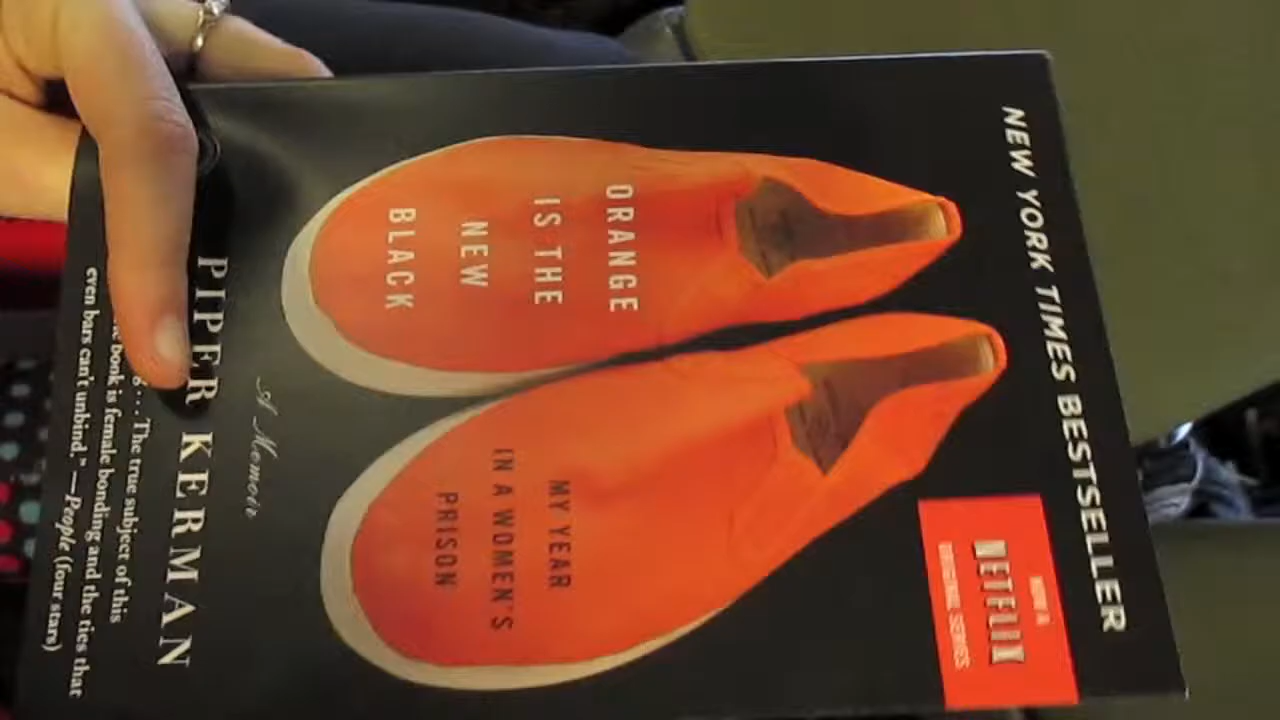 NEW YORK TIMES BESTSELLER
NOW A
NETFLIX
ORIGINAL SERIES
ORANGE
IS THE
NEW
BLACK
MY YEAR
IN A WOMEN'S
PRISON
A Memoir
PIPER KERMAN
... The true subject of this
book is female bonding and the ties that
even bars can't unbind." —People (four stars)